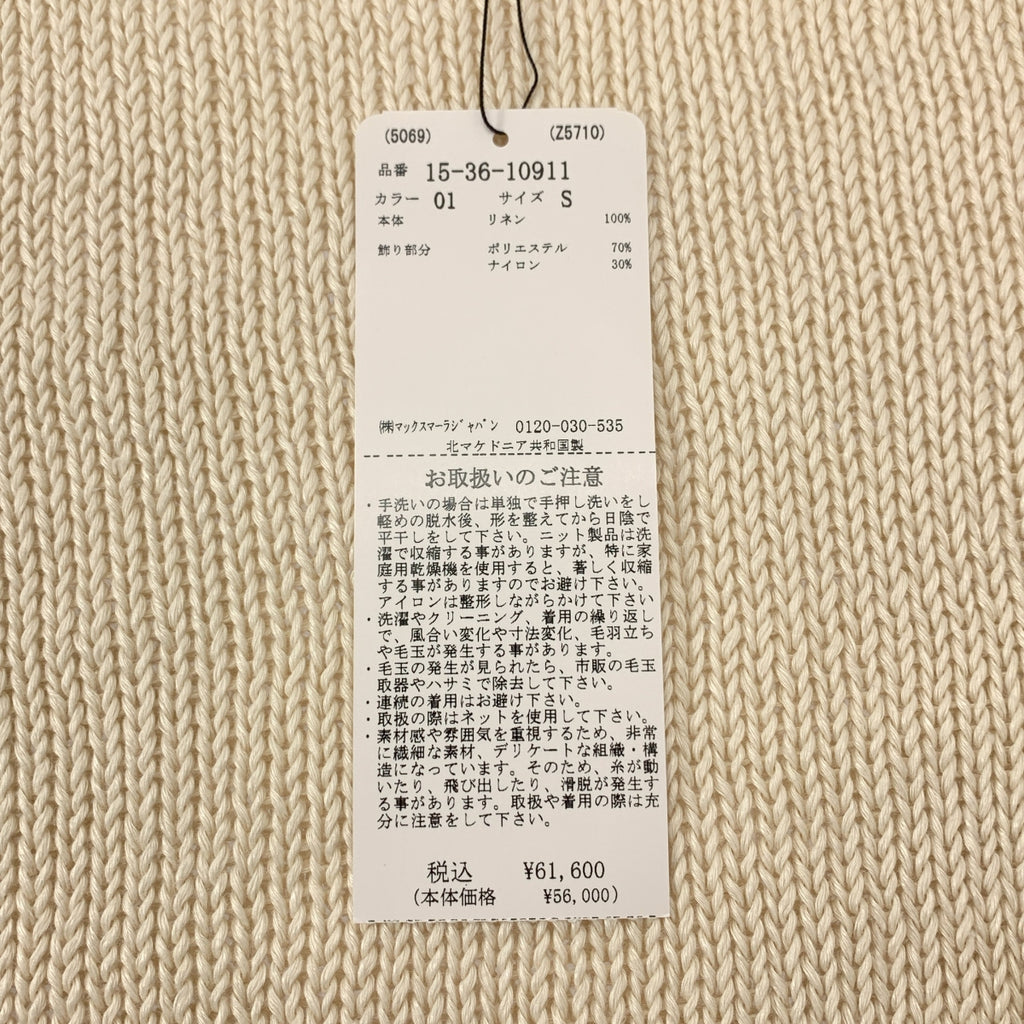 (5069) (Z5710)
品番 15-36-10911
カラー 01 サイズ S
本体 リネン 100%
飾り部分 ポリエステル 70%
ナイロン 30%
㈱マックスマーラジャパン 0120-030-535
北マケドニア共和国製
お取扱いのご注意
・手洗いの場合は単独で手押し洗いをし
軽めの脱水後、形を整えてから日陰で
平干しをして下さい。ニット製品は洗
濯で収縮する事がありますが、特に家
庭用乾燥機を使用すると、著しく収縮
する事がありますのでお避け下さい。
アイロンは整形しながらかけて下さい
・洗濯やクリーニング、着用の繰り返し
で、風合い変化や寸法変化、毛羽立ち
や毛玉が発生する事があります。
・毛玉の発生が見られたら、市販の毛玉
取器やハサミで除去して下さい。
・連続の着用はお避け下さい。
・取扱の際はネットを使用して下さい。
・素材感や雰囲気を重視するため、非常
に繊細な素材、デリケートな組織・構
造になっています。そのため、糸が動
いたり、飛び出したり、滑脱が発生す
る事があります。取扱や着用の際は充
分に注意をして下さい。
税込 ¥61,600
(本体価格 ¥56,000)